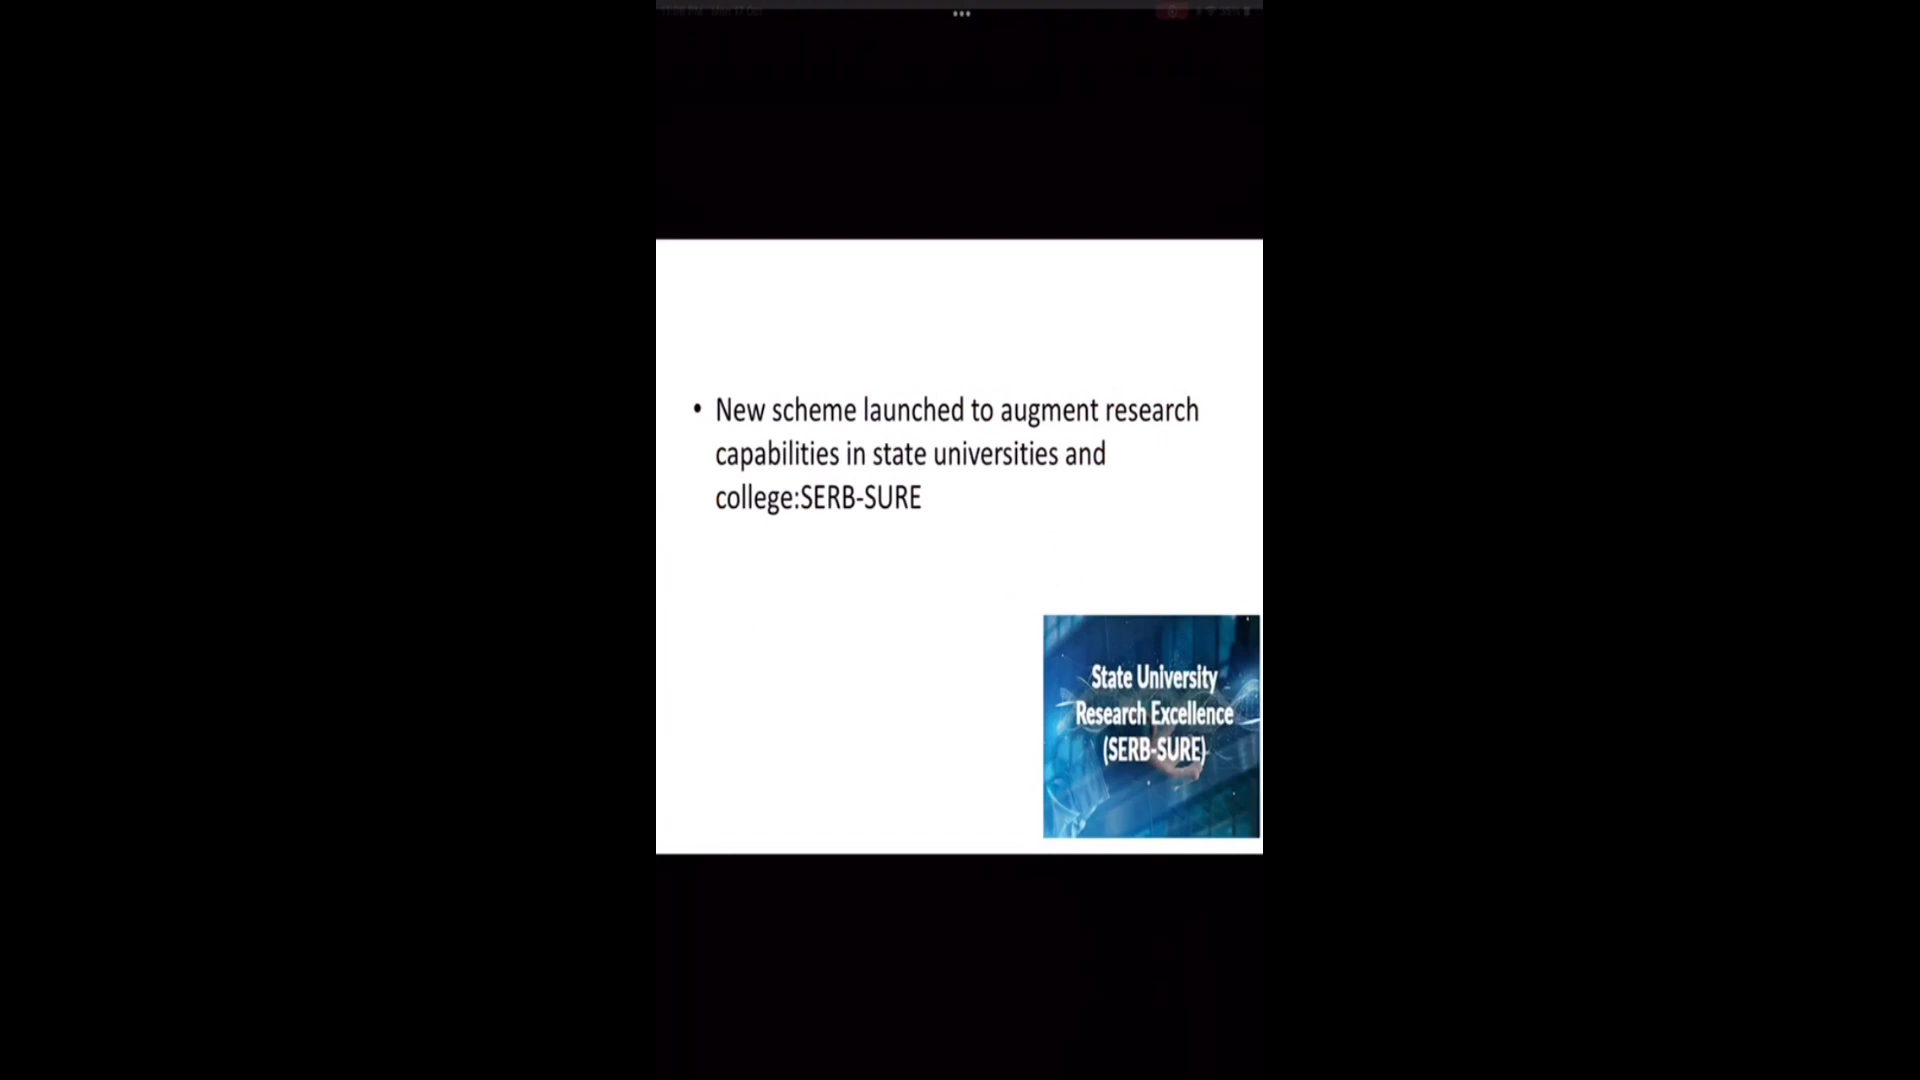 • New scheme launched to augment research
capabilities in state universities and
college:SERB-SURE
State University
Research Excellence
(SERB-SURE)